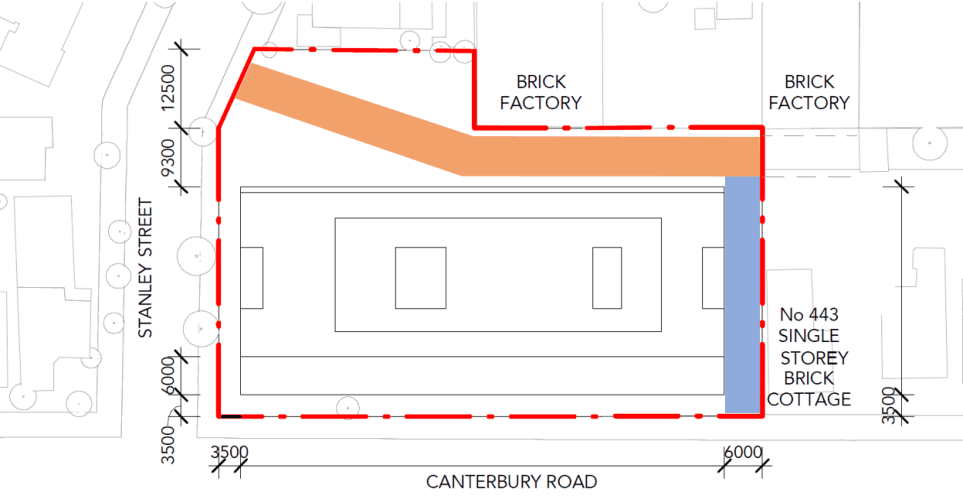 BRICK
FACTORY
BRICK
FACTORY
12500
9300
STANLEY STREET
No 443
SINGLE
STOREY
BRICK
COTTAGE
6000
3500
3500
3500
6000
CANTERBURY ROAD